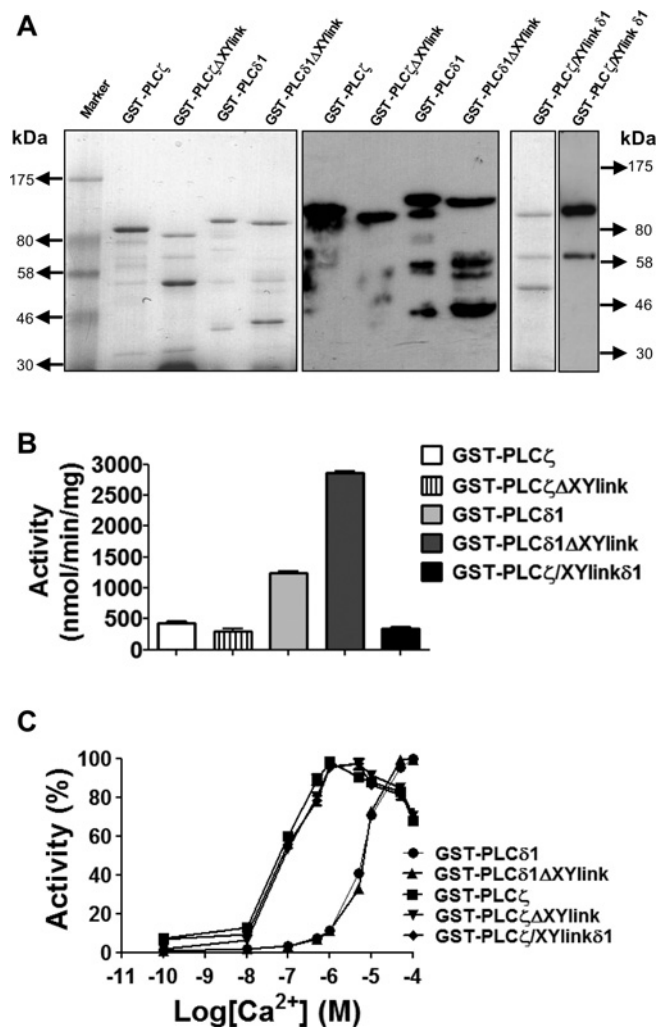 A
Marker
GST-PLCζ
GST-PLCζΔXYlink
GST-PLCδ1
GST-PLCδ1ΔXYlink
GST-PLCζ
GST-PLCζΔXYlink
GST-PLCδ1
GST-PLCδ1ΔXYlink
GST-PLCζ/XYlink δ1
GST-PLCζ/XYlink δ1
kDa
175
80
58
46
30
kDa
175
80
58
46
30
B
Activity
(nmol/min/mg)
3000
2500
2000
1500
1000
500
0
GST-PLCζ
GST-PLCζΔXYlink
GST-PLCδ1
GST-PLCδ1ΔXYlink
GST-PLCζ/XYlinkδ1
C
Activity (%)
100
80
60
40
20
0
-11 -10 -9 -8 -7 -6 -5 -4
Log[Ca²⁺] (M)
GST-PLCδ1
GST-PLCδ1ΔXYlink
GST-PLCζ
GST-PLCζΔXYlink
GST-PLCζ/XYlinkδ1